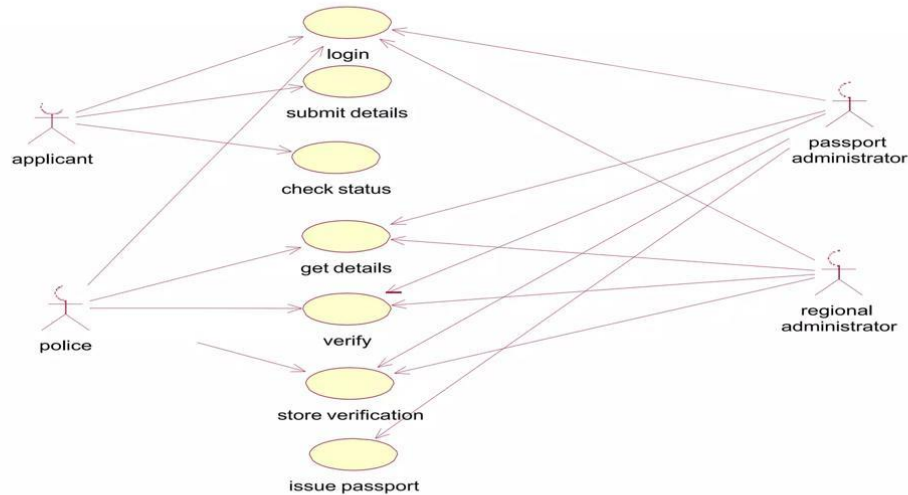 login
submit details
applicant
passport
administrator
check status
get details
regional
administrator
police
verify
store verification
issue passport